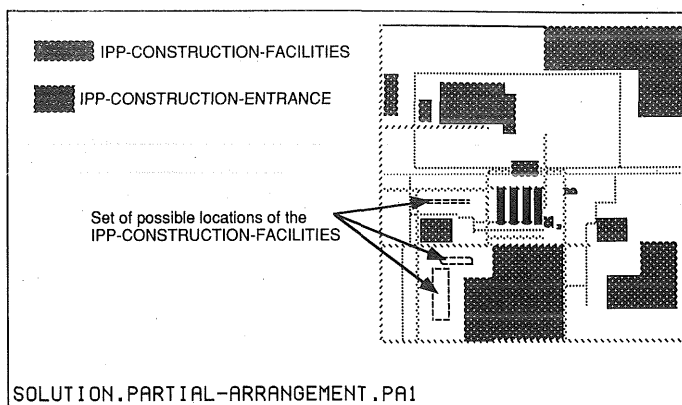 IPP-CONSTRUCTION-FACILITIES
IPP-CONSTRUCTION-ENTRANCE
Set of possible locations of the
IPP-CONSTRUCTION-FACILITIES
SOLUTION.PARTIAL-ARRANGEMENT.PA1